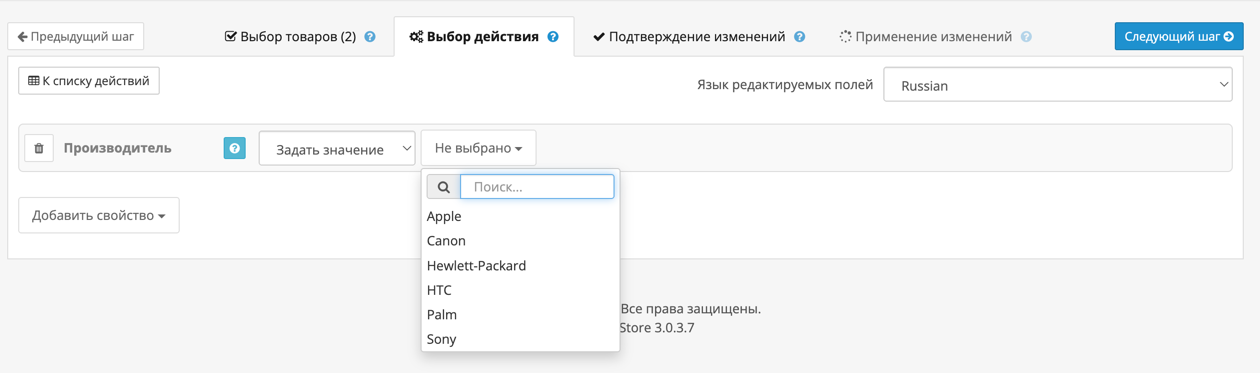 Предыдущий шаг
Выбор товаров (2)
Выбор действия
Подтверждение изменений
Применение изменений
Следующий шаг
К списку действий
Язык редактируемых полей
Russian
Производитель
Задать значение
Не выбрано
Поиск...
Добавить свойство
Apple
Canon
Hewlett-Packard
HTC
Palm
Sony
Все права защищены.
Store 3.0.3.7